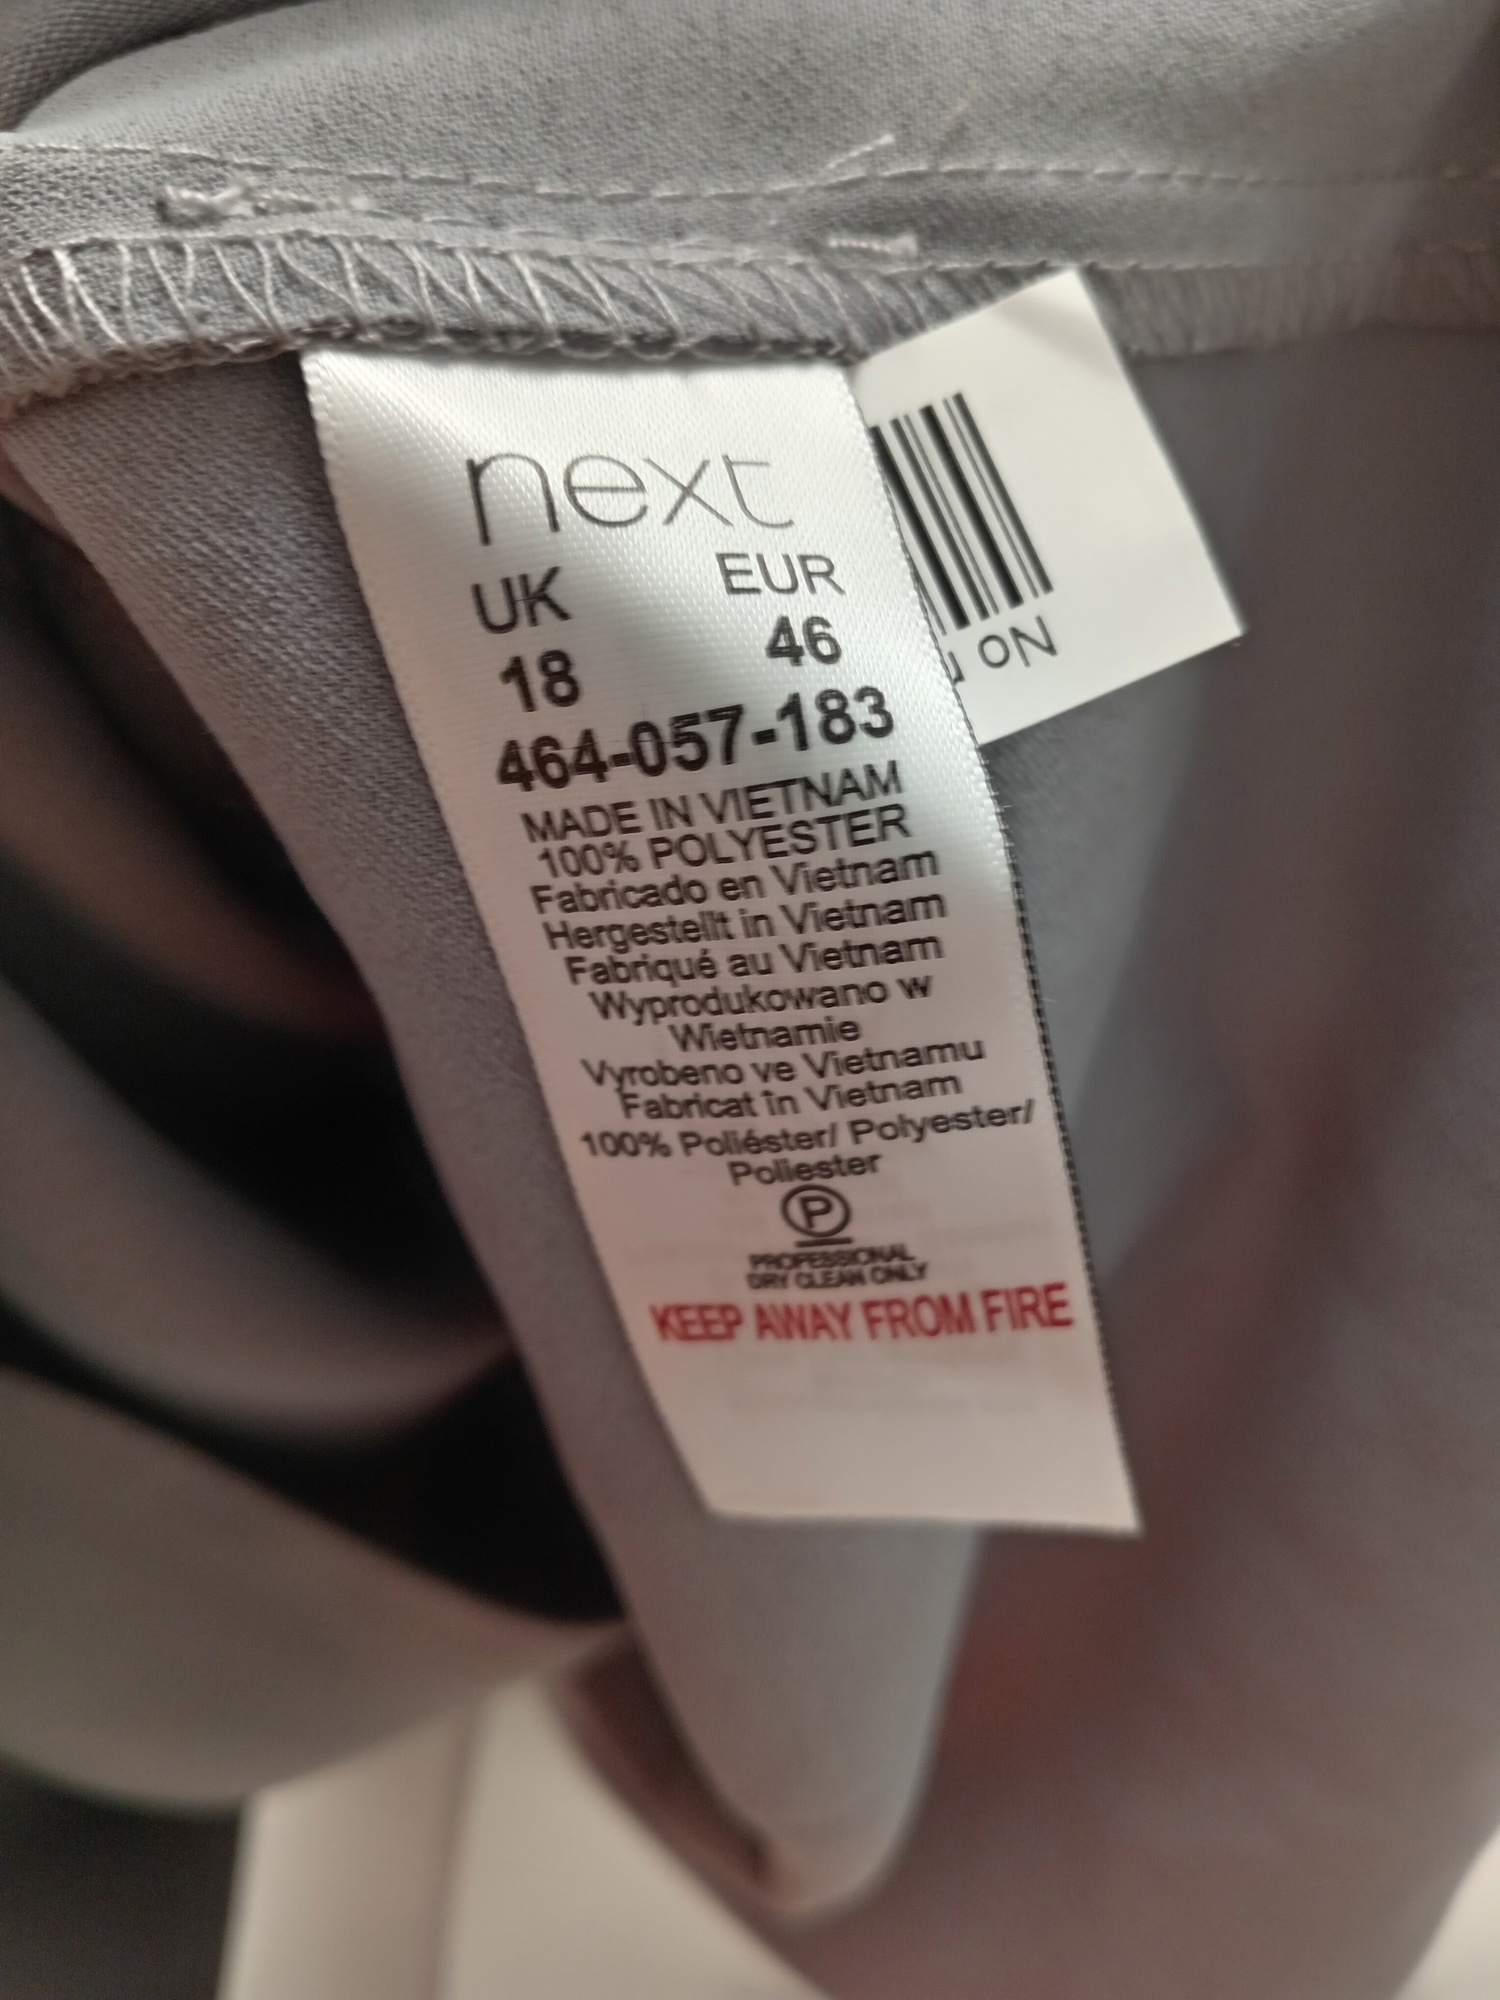 next
UK EUR
18 46
464-057-183
MADE IN VIETNAM
100% POLYESTER
Fabricado en Vietnam
Hergestellt in Vietnam
Fabriqué au Vietnam
Wyprodukowano w
Wietnamie
Vyrobeno ve Vietnamu
Fabricat în Vietnam
100% Poliéster/ Polyester/
Poliester
P
PROFESSIONAL
DRY CLEAN ONLY
KEEP AWAY FROM FIRE
No